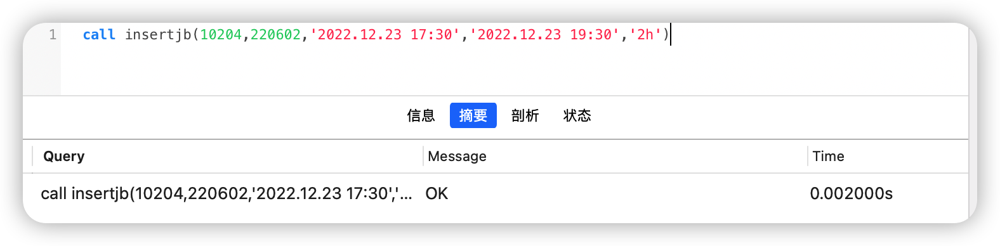 1 call insertjb(10204,220602,'2022.12.23 17:30','2022.12.23 19:30','2h')
信息 摘要 剖析 状态
Query Message Time
call insertjb(10204,220602,'2022.12.23 17:30','... OK 0.002000s